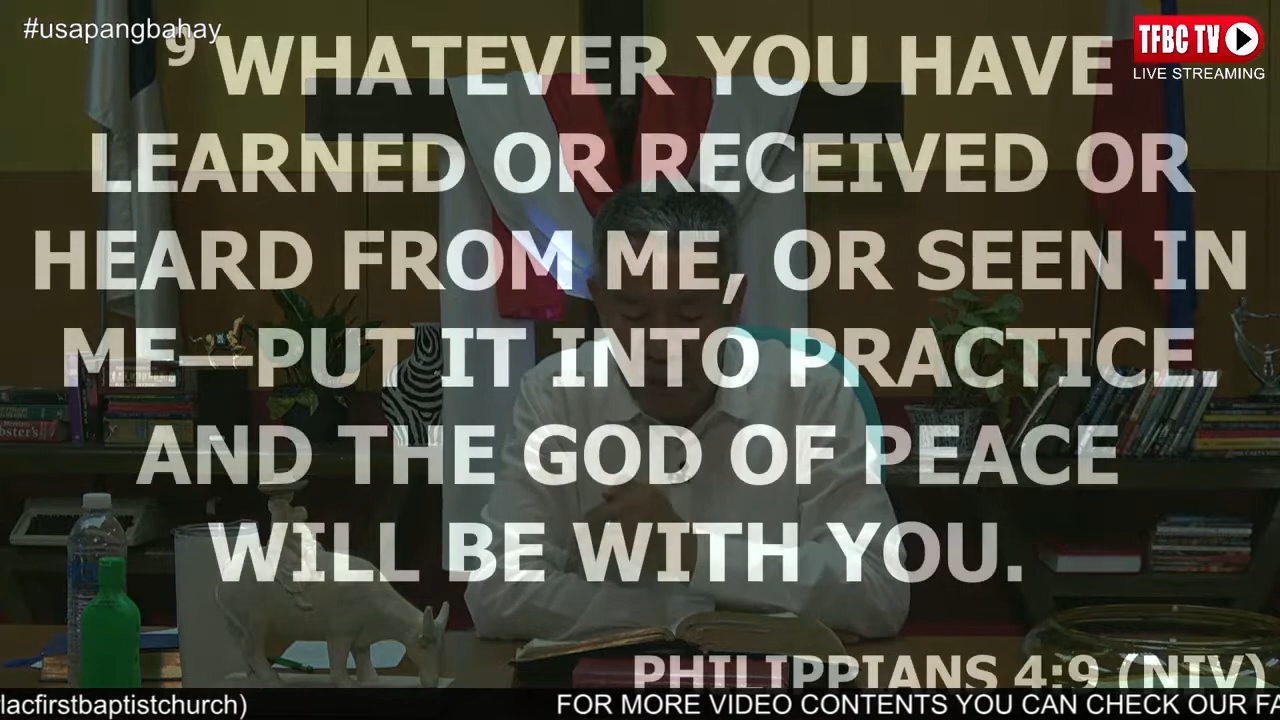 #usapangbahay
TFBC TV
LIVE STREAMING
9 WHATEVER YOU HAVE
LEARNED OR RECEIVED OR
HEARD FROM ME, OR SEEN IN
ME—PUT IT INTO PRACTICE.
AND THE GOD OF PEACE
WILL BE WITH YOU.
PHILIPPIANS 4:9 (NIV)
lacfirstbaptistchurch)
FOR MORE VIDEO CONTENTS YOU CAN CHECK OUR FA